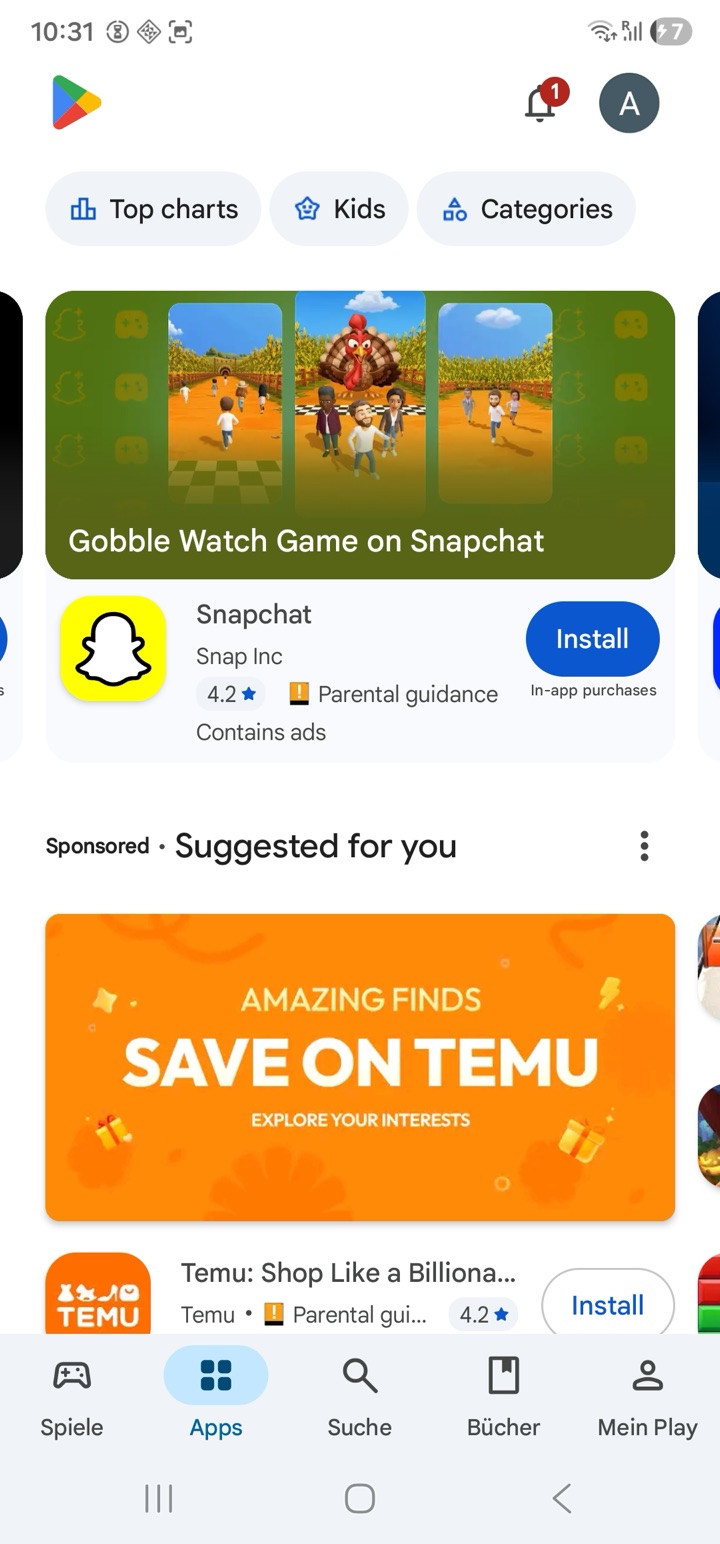 10:31
R
7
1
A
Top charts
Kids
Categories
Gobble Watch Game on Snapchat
Snapchat
Install
Snap Inc
4.2
Parental guidance
In-app purchases
Contains ads
s
Sponsored • Suggested for you
AMAZING FINDS
SAVE ON TEMU
EXPLORE YOUR INTERESTS
TEMU
Temu: Shop Like a Billiona...
Temu • Parental gui...
4.2
Install
Spiele
Apps
Suche
Bücher
Mein Play